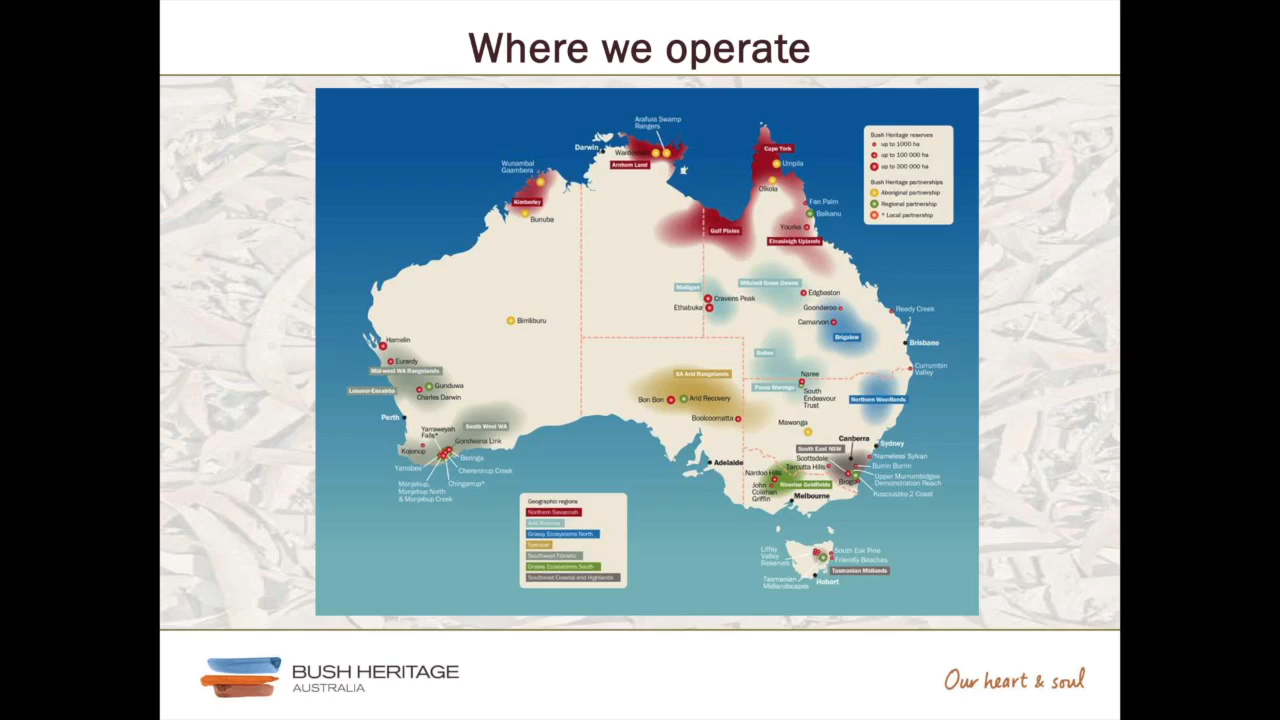 Where we operate
Arafura Swamp
Rangers
Darwin
Arnhem Land
Cape York
Umpila
Olkola
Wunambal
Gaambera
Kimberley
Bunuba
Fan Palm
Balkanu
Yourka
Gulf Plains
Einasleigh Uplands
Bush Heritage reserves
up to 1000 ha
up to 100 000 ha
up to 300 000 ha
Bush Heritage partnerships
Aboriginal partnership
Regional partnership
* Local partnership
Mitchell Grass Downs
Mulligan
Cravens Peak
Ethabuka
Edgbaston
Goonderoo
Carnarvon
Reedy Creek
Brigalow
Brisbane
Birriliburu
Hamelin
Eurardy
Mid-west WA Rangelands
Gunduwa
Charles Darwin
Perth
South West WA
Yarraweyah
Falls*
Gondwana Link
Kojonup
Beringa
Yarrabee
Chereninup Creek
Monjebup,
Monjebup North
& Monjebup Creek
Chingarrup*
SA Arid Rangelands
Bon Bon
Arid Recovery
Boolcoomatta
Naree
South
Endeavour
Trust
Currumbin
Valley
Northern Woodlands
Mawonga
Canberra
Sydney
South East NSW
Scottsdale
Tarcutta Hills
'Nameless' Sylvan
Burrin Burrin
Brogo
Upper Murrumbidgee
Demonstration Reach
Kosciuszko 2 Coast
Adelaide
Nardoo Hills
John
Colahan
Griffin
Melbourne
Liffey
Valley
Reserves
South Esk Pine
Friendly Beaches
Tasmanian Midlands
Tasmanian
Midlandscapes
Hobart
Geographic regions
Northern Savannah
Grassy Ecosystems North
Grassy Ecosystems South
Southeast Coastal and Highlands
BUSH HERITAGE
AUSTRALIA
Our heart & soul